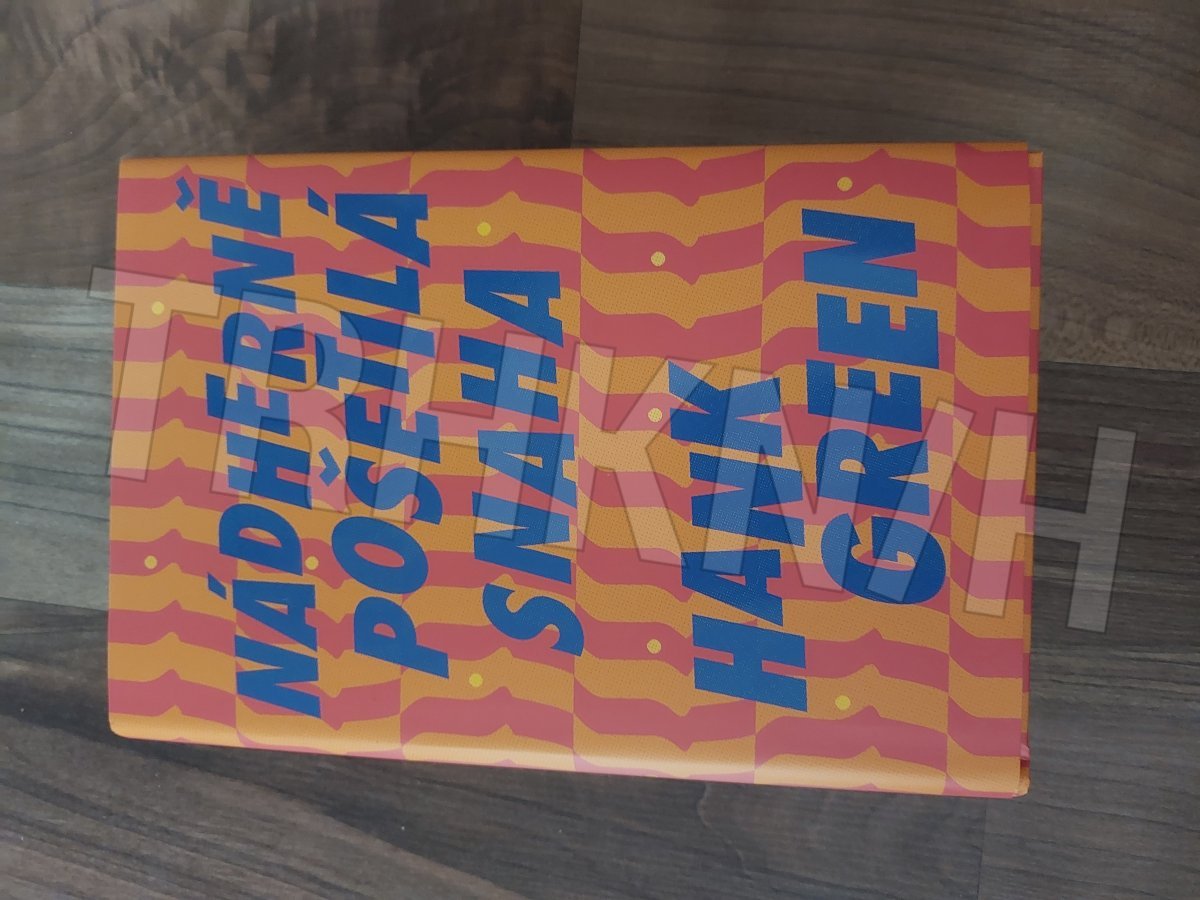 NÁDHERNĚ
POŠETILÁ
SNAHA
HANK
GREEN
TRHKNIH